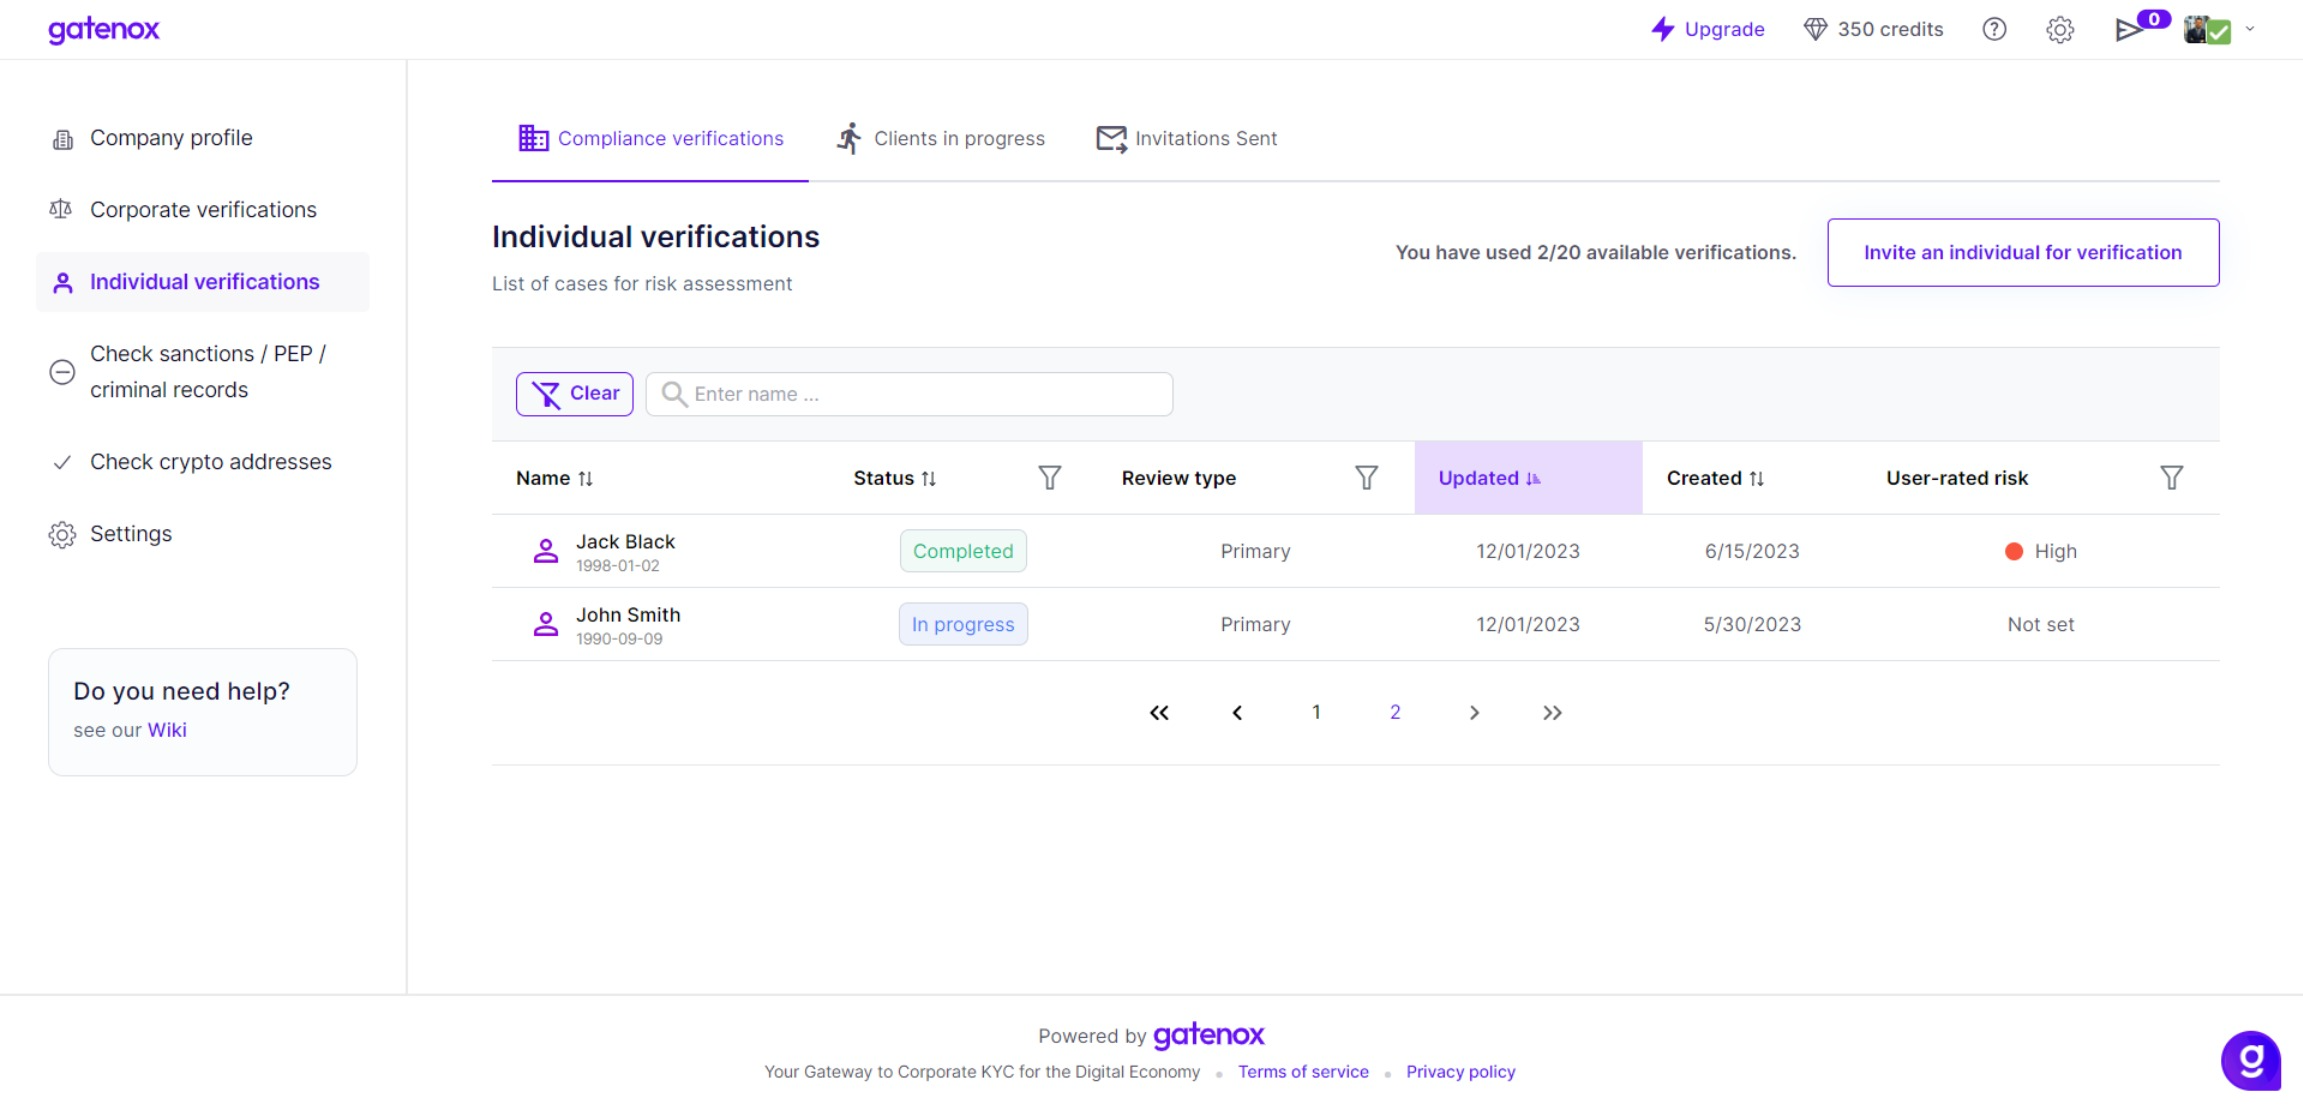 gatenox
Upgrade
350 credits
0
Company profile
Corporate verifications
Individual verifications
Check sanctions / PEP /
criminal records
Check crypto addresses
Settings
Do you need help?
see our Wiki
Compliance verifications
Clients in progress
Invitations Sent
Individual verifications
List of cases for risk assessment
You have used 2/20 available verifications.
Invite an individual for verification
Clear
Enter name ...
Name Status Review type Updated Created User-rated risk
Jack Black
1998-01-02
Completed Primary 12/01/2023 6/15/2023 High
John Smith
1990-09-09
In progress Primary 12/01/2023 5/30/2023 Not set
1 2
Powered by gatenox
Your Gateway to Corporate KYC for the Digital Economy • Terms of service • Privacy policy
g